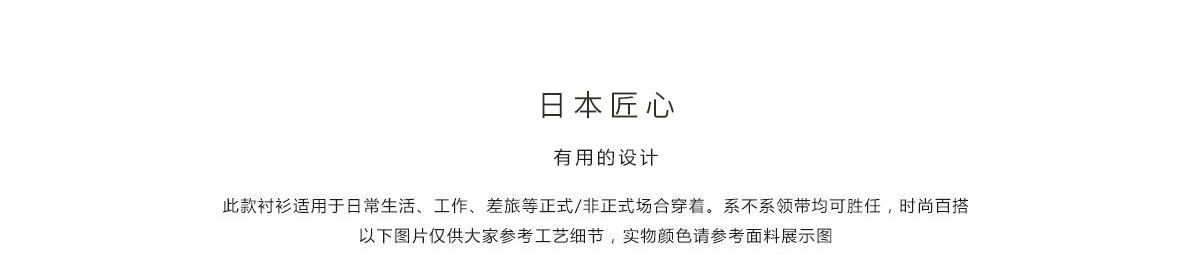 日本匠心
有用的设计
此款衬衫适用于日常生活、工作、差旅等正式/非正式场合穿着。系不系领带均可胜任，时尚百搭
以下图片仅供大家参考工艺细节，实物颜色请参考面料展示图